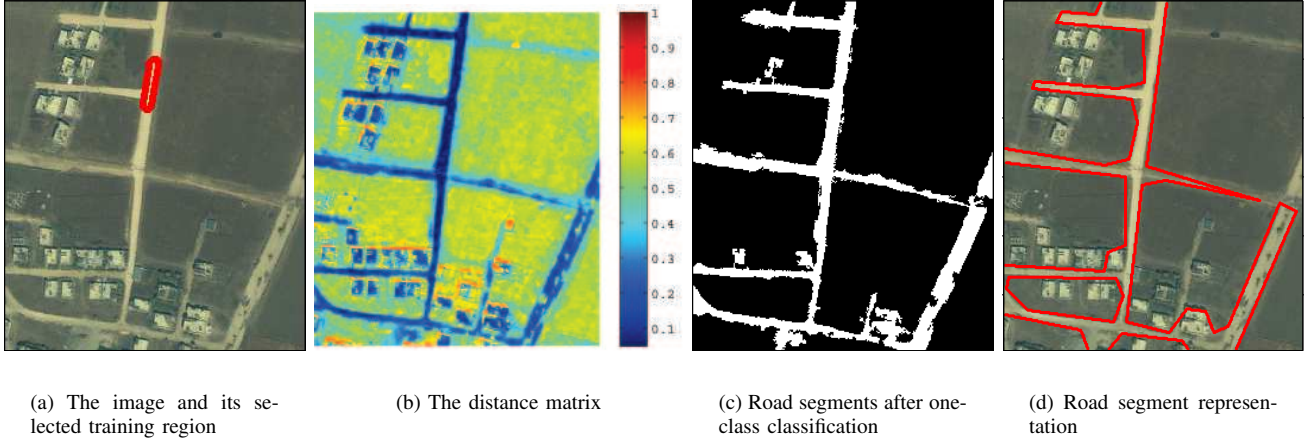 1
0.9
0.8
0.7
0.6
0.5
0.4
0.3
0.2
0.1
(a) The image and its se-
lected training region
(b) The distance matrix
(c) Road segments after one-
class classification
(d) Road segment represen-
tation